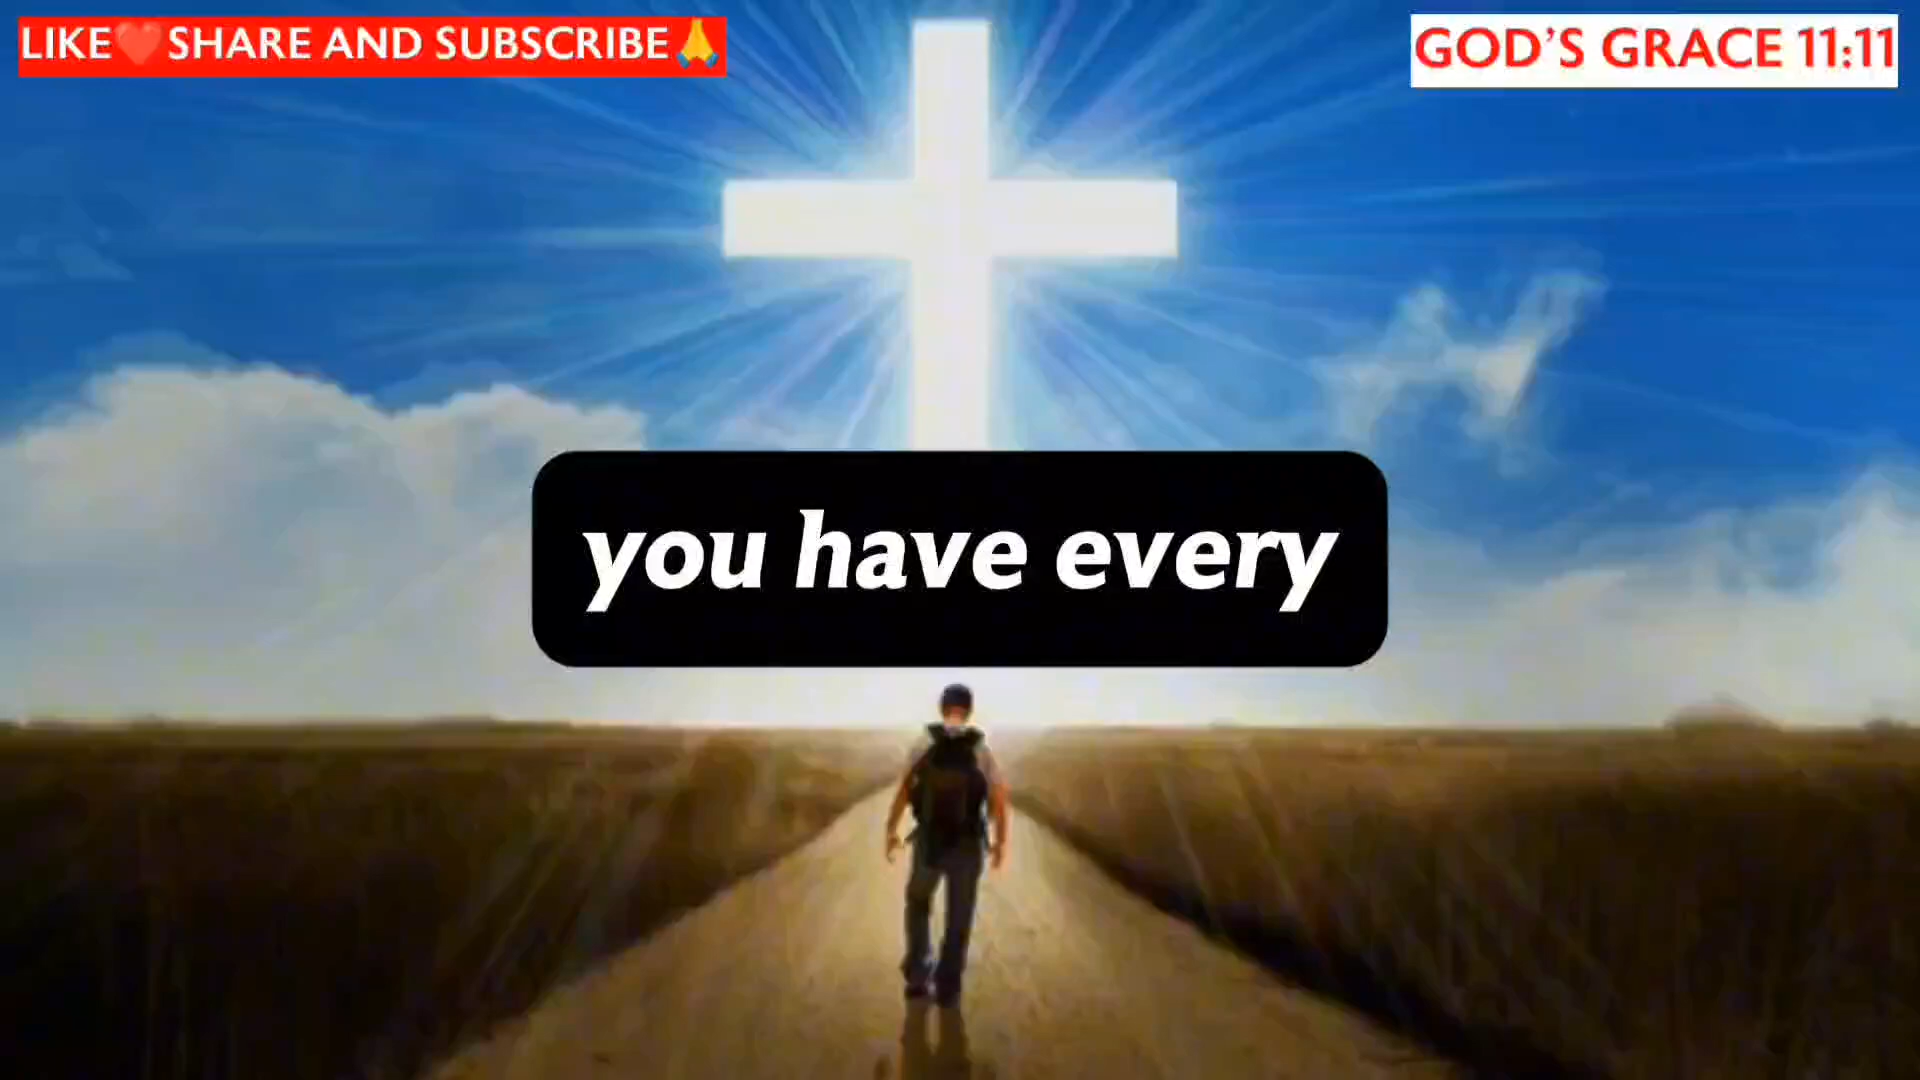 LIKE❤️SHARE AND SUBSCRIBE🙏
GOD'S GRACE 11:11
you have every